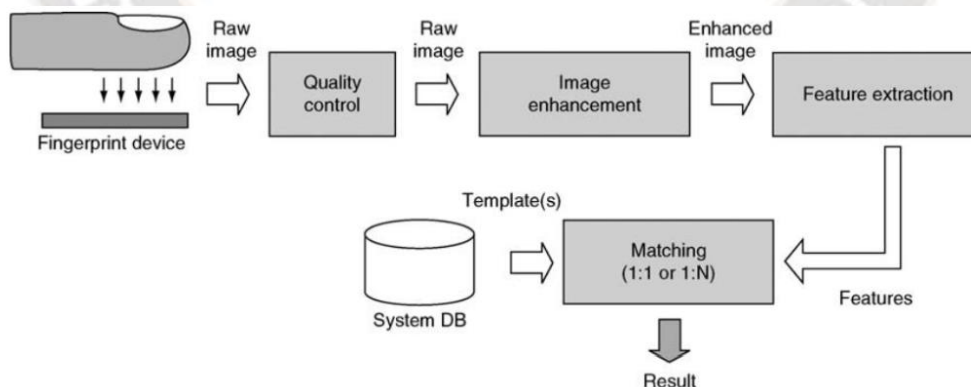 Raw
image
Raw
image
Enhanced
image
Quality
control
Image
enhancement
Feature extraction
Fingerprint device
Template(s)
Matching
(1:1 or 1:N)
System DB
Features
Result